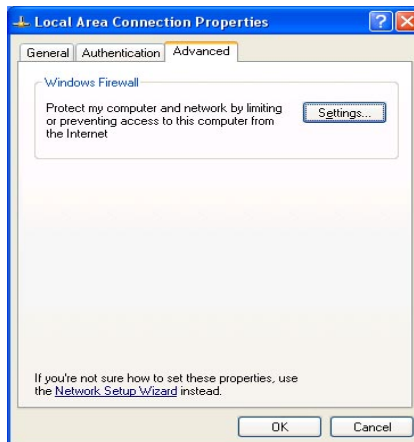 Local Area Connection Properties
General Authentication Advanced
Windows Firewall
Protect my computer and network by limiting
or preventing access to this computer from
the Internet
Settings...
If you're not sure how to set these properties, use
the Network Setup Wizard instead.
OK Cancel